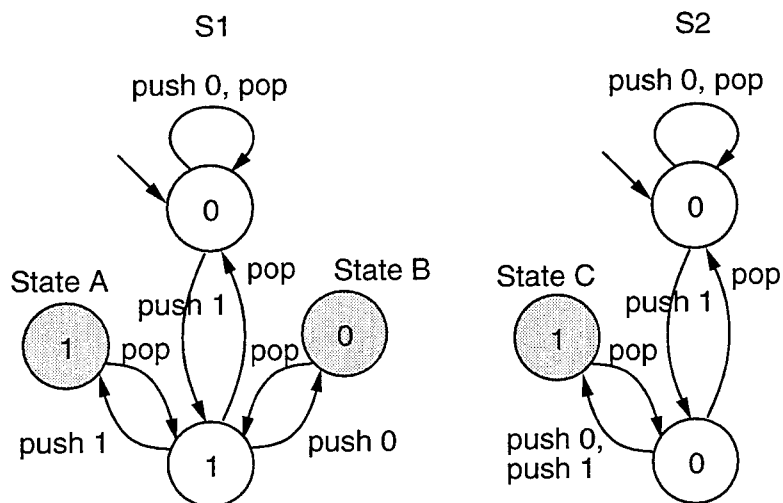 S1
push 0, pop
0
State A
State B
push 1
pop
1
pop
pop
0
push 1
push 0
1
S2
push 0, pop
0
State C
push 1
pop
1
pop
push 0,
push 1
0